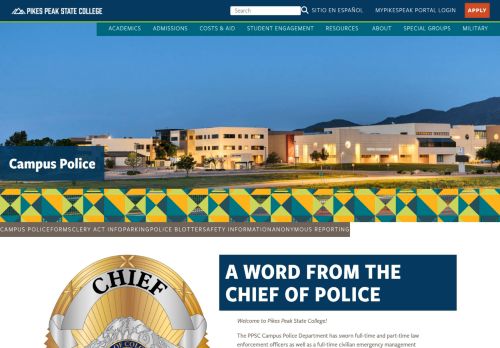 PIKES PEAK STATE COLLEGE
Search
SITIO EN ESPAÑOL
MYPIKESPEAK PORTAL LOGIN
APPLY
ACADEMICS ADMISSIONS COSTS & AID STUDENT ENGAGEMENT RESOURCES ABOUT SPECIAL GROUPS MILITARY
Campus Police
CAMPUS POLICEFORMSCLERY ACT INFOPARKINGPOLICE BLOTTERSAFETY INFORMATIONANONYMOUS REPORTING
CHIEF
OF COL
A WORD FROM THE
CHIEF OF POLICE
Welcome to Pikes Peak State College!
The PPSC Campus Police Department has sworn full-time and part-time law
enforcement officers as well as a full-time civilian emergency management